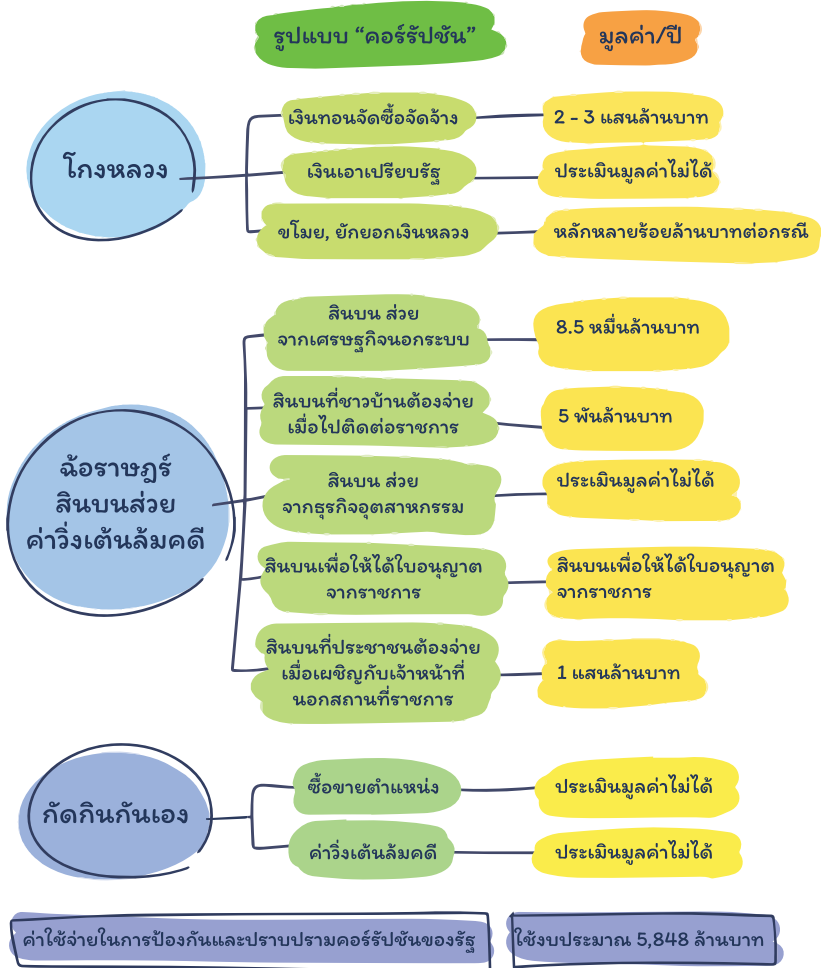 รูปแบบ “คอร์รัปชัน”
มูลค่า/ปี
โกงหลวง
เงินทอนจัดซื้อจัดจ้าง
2 - 3 แสนล้านบาท
เงินเอาเปรียบรัฐ
ประเมินมูลค่าไม่ได้
ขโมย, ยักยอกเงินหลวง
หลักหลายร้อยล้านบาทต่อกรณี
ฉ้อราษฎร์
สินบนส่วย
ค่าวิ่งเต้นล้มคดี
สินบน ส่วย
จากเศรษฐกิจนอกระบบ
8.5 หมื่นล้านบาท
สินบนที่ชาวบ้านต้องจ่าย
เมื่อไปติดต่อราชการ
5 พันล้านบาท
สินบน ส่วย
จากธุรกิจอุตสาหกรรม
ประเมินมูลค่าไม่ได้
สินบนเพื่อให้ได้ใบอนุญาต
จากราชการ
สินบนเพื่อให้ได้ใบอนุญาต
จากราชการ
สินบนที่ประชาชนต้องจ่าย
เมื่อเผชิญกับเจ้าหน้าที่
นอกสถานที่ราชการ
1 แสนล้านบาท
กัดกินกันเอง
ซื้อขายตำแหน่ง
ประเมินมูลค่าไม่ได้
ค่าวิ่งเต้นล้มคดี
ประเมินมูลค่าไม่ได้
ค่าใช้จ่ายในการป้องกันและปราบปรามคอร์รัปชันของรัฐ
ใช้งบประมาณ 5,848 ล้านบาท